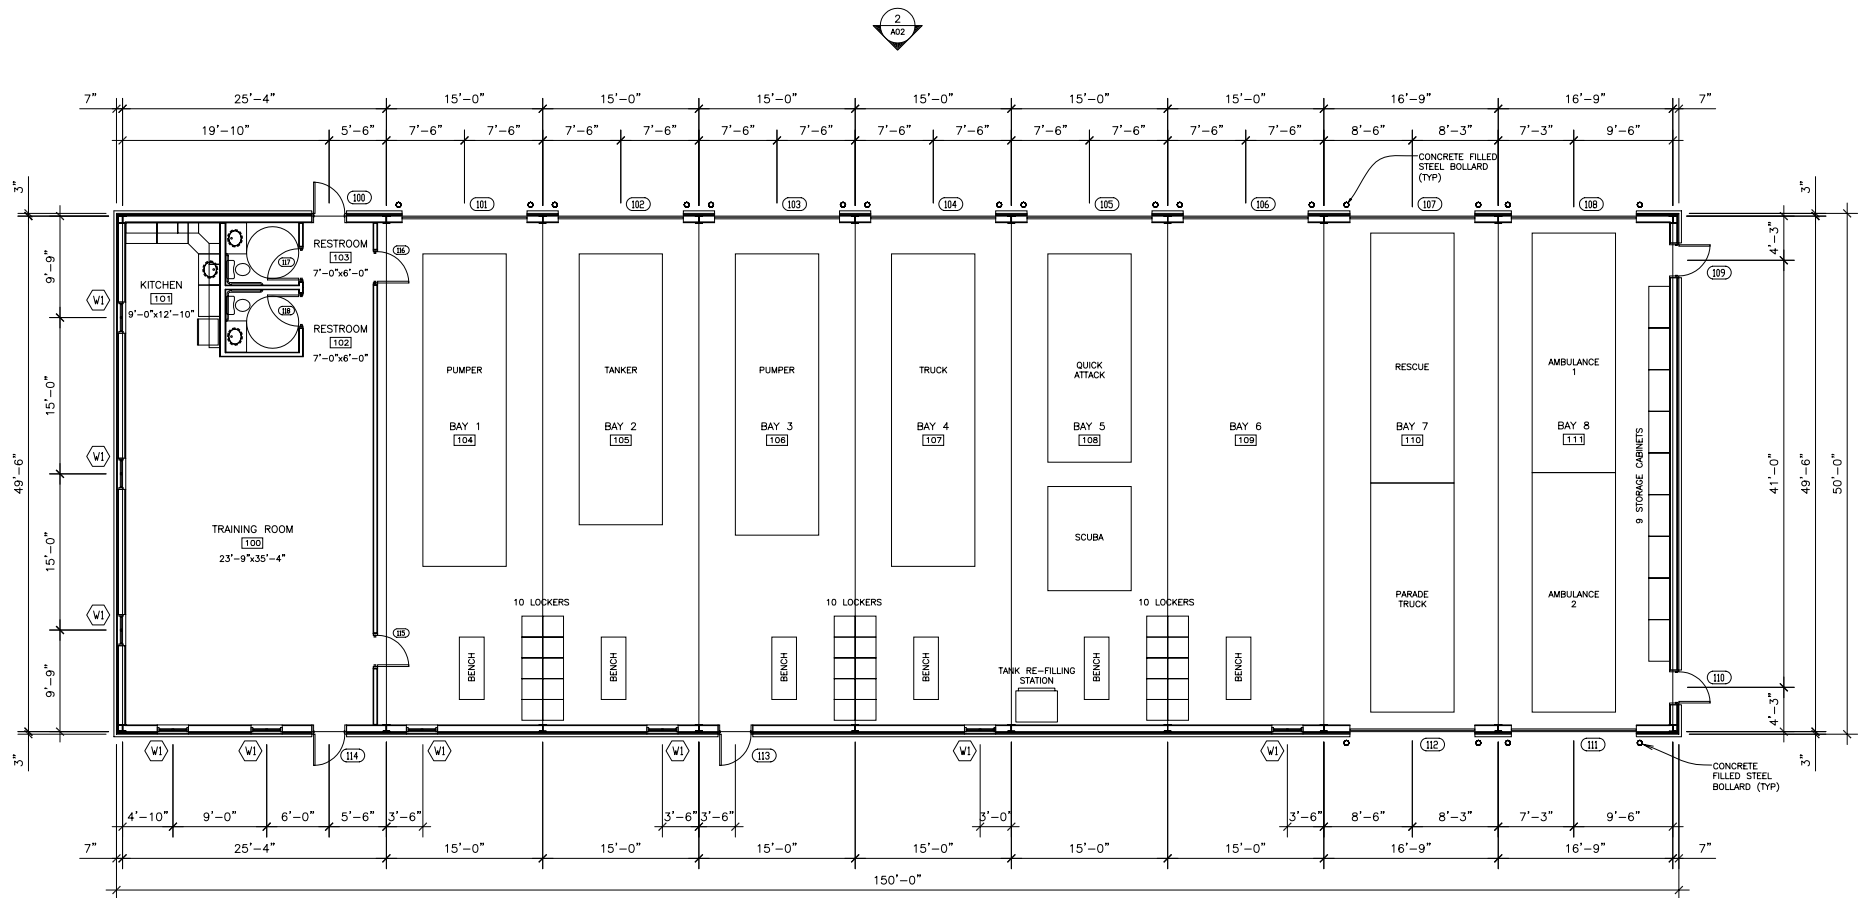 2
A02
7" 25'-4" 15'-0" 15'-0" 15'-0" 15'-0" 15'-0" 15'-0" 16'-9" 16'-9" 7"
19'-10" 5'-6" 7'-6" 7'-6" 7'-6" 7'-6" 7'-6" 7'-6" 7'-6" 7'-6" 7'-6" 7'-6" 7'-6" 7'-6" 8'-6" 8'-3" 7'-3" 9'-6"
CONCRETE FILLED
STEEL BOLLARD
(TYP)
3" 3"
100 101 102 103 104 105 106 107 108
9'-9" 4'-3"
RESTROOM
103
7'-0"x6'-0"
116
117
109
KITCHEN
101
9'-0"x12'-10"
W1
118
RESTROOM
102
7'-0"x6'-0"
PUMPER TANKER PUMPER TRUCK
QUICK
ATTACK
RESCUE
AMBULANCE
1
15'-0"
BAY 1 BAY 2 BAY 3 BAY 4 BAY 5 BAY 6 BAY 7 BAY 8
104 105 106 107 108 109 110 111
W1
49'-6"
9 STORAGE CABINETS
41'-0" 49'-6" 50'-0"
TRAINING ROOM
100
23'-9"x35'-4"
15'-0"
SCUBA
PARADE
TRUCK
AMBULANCE
2
10 LOCKERS 10 LOCKERS 10 LOCKERS
W1
115
9'-9"
BENCH BENCH BENCH BENCH BENCH BENCH
TANK RE-FILLING
STATION
110
4'-3"
3" 3"
W1 W1 114 W1 W1 113 W1 W1 112 111
CONCRETE
FILLED STEEL
BOLLARD (TYP)
4'-10" 9'-0" 6'-0" 5'-6" 3'-6" 3'-6" 3'-6" 3'-0" 3'-6" 8'-6" 8'-3" 7'-3" 9'-6"
7" 25'-4" 15'-0" 15'-0" 15'-0" 15'-0" 15'-0" 15'-0" 16'-9" 16'-9" 7"
150'-0"